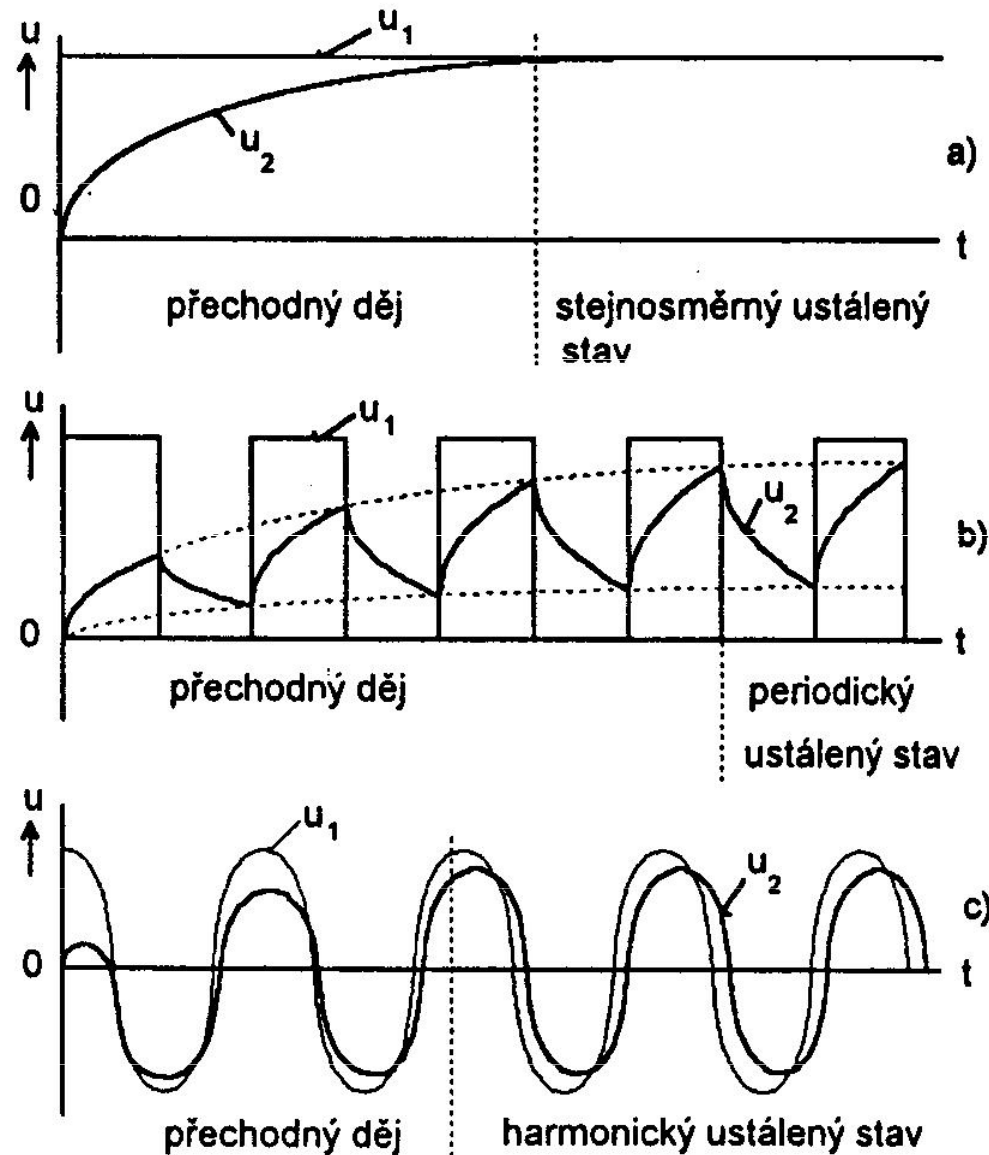 u
u₁
u₂
a)
0
t
přechodný děj
stejnosměrný ustálený
stav
u
u₁
u₂
b)
0
t
přechodný děj
periodický
ustálený stav
u
u₁
u₂
c)
0
t
přechodný děj
harmonický ustálený stav